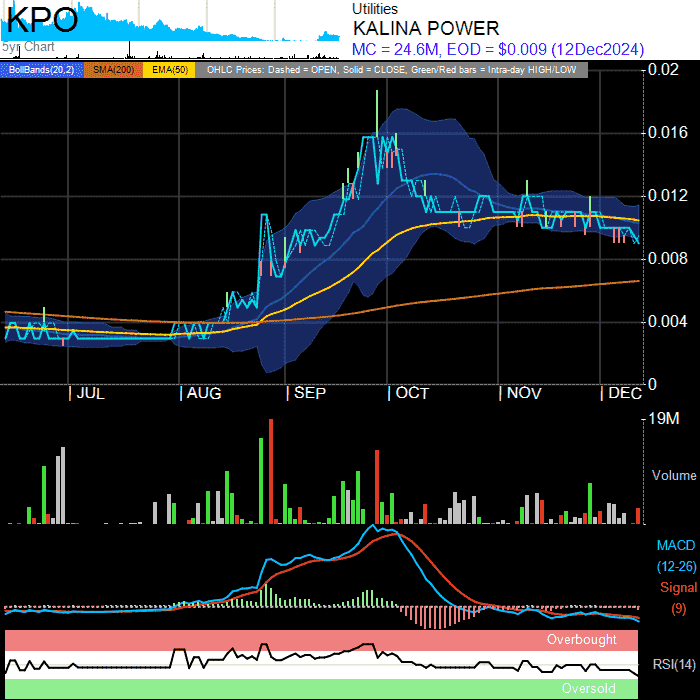 KPO
Utilities
KALINA POWER
5yr Chart
MC = 24.6M, EOD = $0.009 (12Dec2024)
BollBands(20,2) SMA(200) EMA(50) OHLC Prices: Dashed = OPEN, Solid = CLOSE, Green/Red bars = Intra-day HIGH/LOW
0.02
0.016
0.012
0.008
0.004
0
JUL AUG SEP OCT NOV DEC
19M
Volume
MACD
(12-26)
Signal
(9)
Overbought
RSI(14)
Oversold